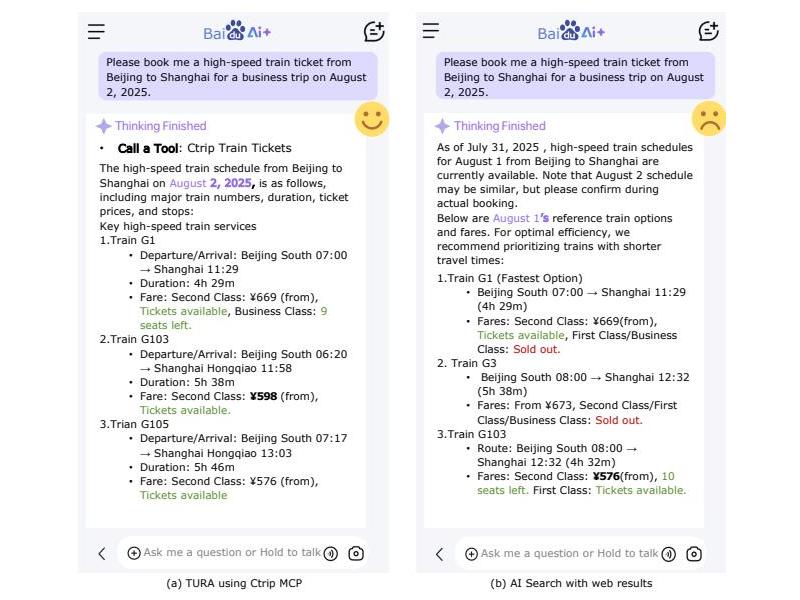 Bai du Ai+
Please book me a high-speed train ticket from
Beijing to Shanghai for a business trip on August
2, 2025.
Thinking Finished
• Call a Tool: Ctrip Train Tickets
The high-speed train schedule from Beijing to
Shanghai on August 2, 2025, is as follows,
including major train numbers, duration, ticket
prices, and stops:
Key high-speed train services
1.Train G1
• Departure/Arrival: Beijing South 07:00
→ Shanghai 11:29
• Duration: 4h 29m
• Fare: Second Class: ¥669 (from),
Tickets available, Business Class: 9
seats left.
2.Train G103
• Departure/Arrival: Beijing South 06:20
→ Shanghai Hongqiao 11:58
• Duration: 5h 38m
• Fare: Second Class: ¥598 (from),
Tickets available.
3.Trian G105
• Departure/Arrival: Beijing South 07:17
→ Shanghai Hongqiao 13:03
• Duration: 5h 46m
• Fare: Second Class: ¥576 (from),
Tickets available
Ask me a question or Hold to talk
(a) TURA using Ctrip MCP
Bai du Ai+
Please book me a high-speed train ticket from
Beijing to Shanghai for a business trip on August
2, 2025.
Thinking Finished
As of July 31, 2025 , high-speed train schedules
for August 1 from Beijing to Shanghai are
currently available. Note that August 2 schedule
may be similar, but please confirm during
actual booking.
Below are August 1's reference train options
and fares. For optimal efficiency, we
recommend prioritizing trains with shorter
travel times:
1.Train G1 (Fastest Option)
• Beijing South 07:00 → Shanghai 11:29
(4h 29m)
• Fares: Second Class: ¥669(from),
Tickets available, First Class/Business
Class: Sold out.
2. Train G3
• Beijing South 08:00 → Shanghai 12:32
(5h 38m)
• Fares: From ¥673, Second Class/First
Class/Business Class: Sold out.
3.Train G103
• Route: Beijing South 08:00 →
Shanghai 12:32 (4h 32m)
• Fares: Second Class: ¥576(from), 10
seats left. First Class: Tickets available.
Ask me a question or Hold to talk
(b) AI Search with web results